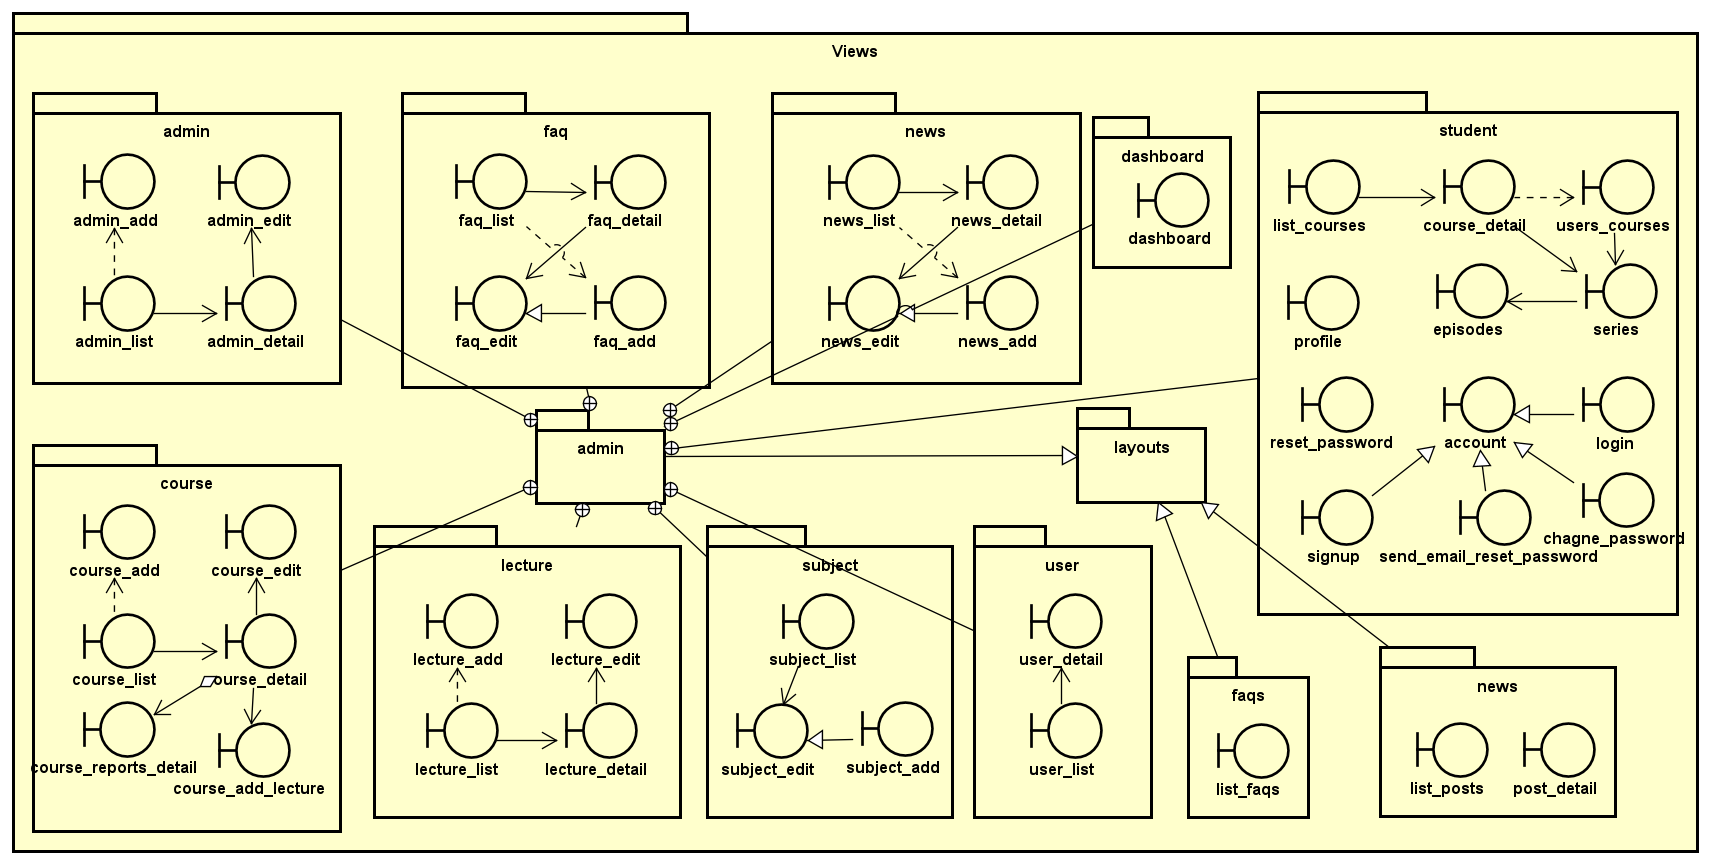 Views
admin
admin_add
admin_edit
admin_list
admin_detail
faq
faq_list
faq_detail
faq_edit
faq_add
news
news_list
news_detail
news_edit
news_add
dashboard
dashboard
student
list_courses
course_detail
users_courses
profile
episodes
series
reset_password
account
login
signup
send_email_reset_password
chagne_password
admin
layouts
course
course_add
course_edit
course_list
ourse_detail
course_reports_detail
course_add_lecture
lecture
lecture_add
lecture_edit
lecture_list
lecture_detail
subject
subject_list
subject_edit
subject_add
user
user_detail
user_list
faqs
list_faqs
news
list_posts
post_detail